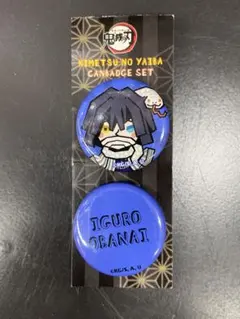 鬼滅の刃
KIMETSU NO YAIBA
CANBADGE SET
IGURO
OBANAI